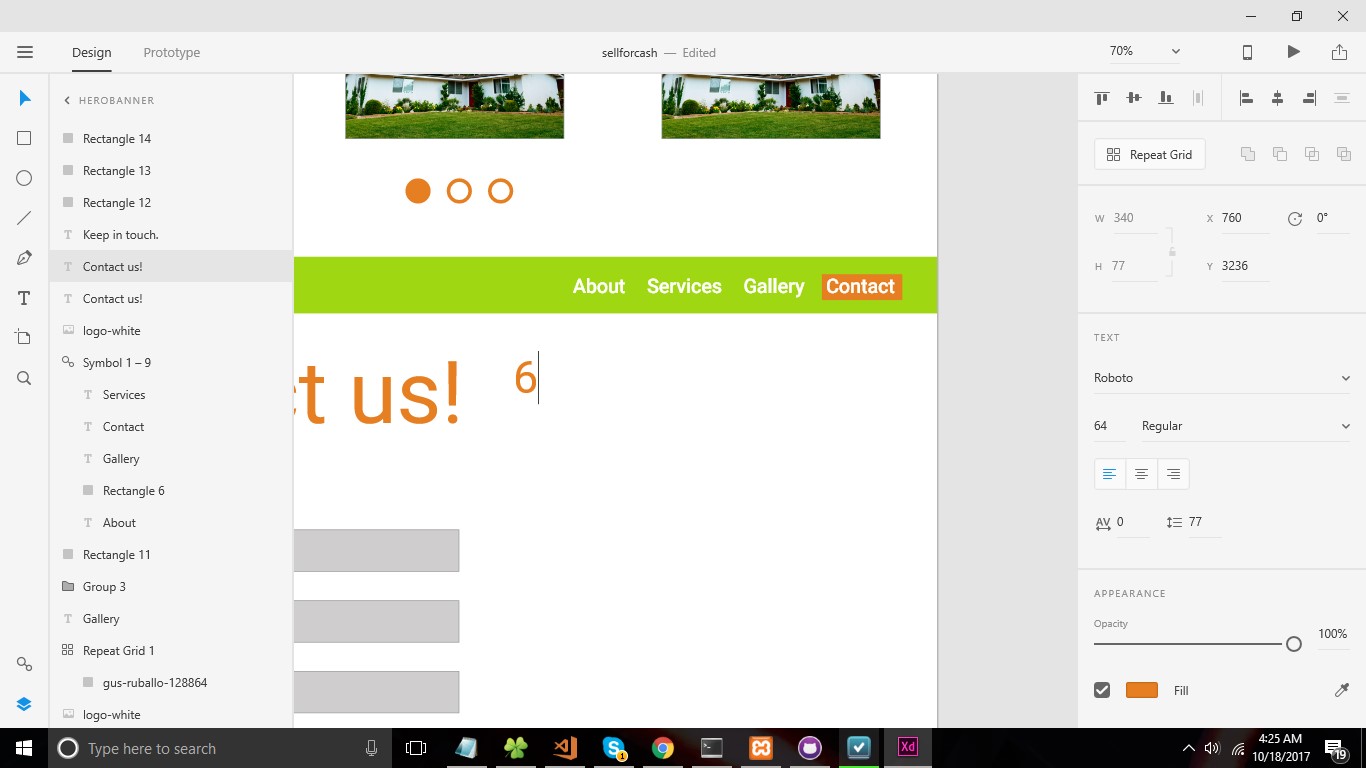 Design
Prototype
sellforcash — Edited
70%
HEROBANNER
Rectangle 14
Rectangle 13
Rectangle 12
Keep in touch.
Contact us!
Contact us!
logo-white
Symbol 1 – 9
Services
Contact
Gallery
Rectangle 6
About
Rectangle 11
Group 3
Gallery
Repeat Grid 1
gus-ruballo-128864
logo-white
About Services Gallery Contact
ct us!
6
Repeat Grid
W 340 X 760 0°
H 77 Y 3236
TEXT
Roboto
64 Regular
AV 0 77
APPEARANCE
Opacity
100%
Fill
Type here to search
1
Xd
4:25 AM
10/18/2017
19